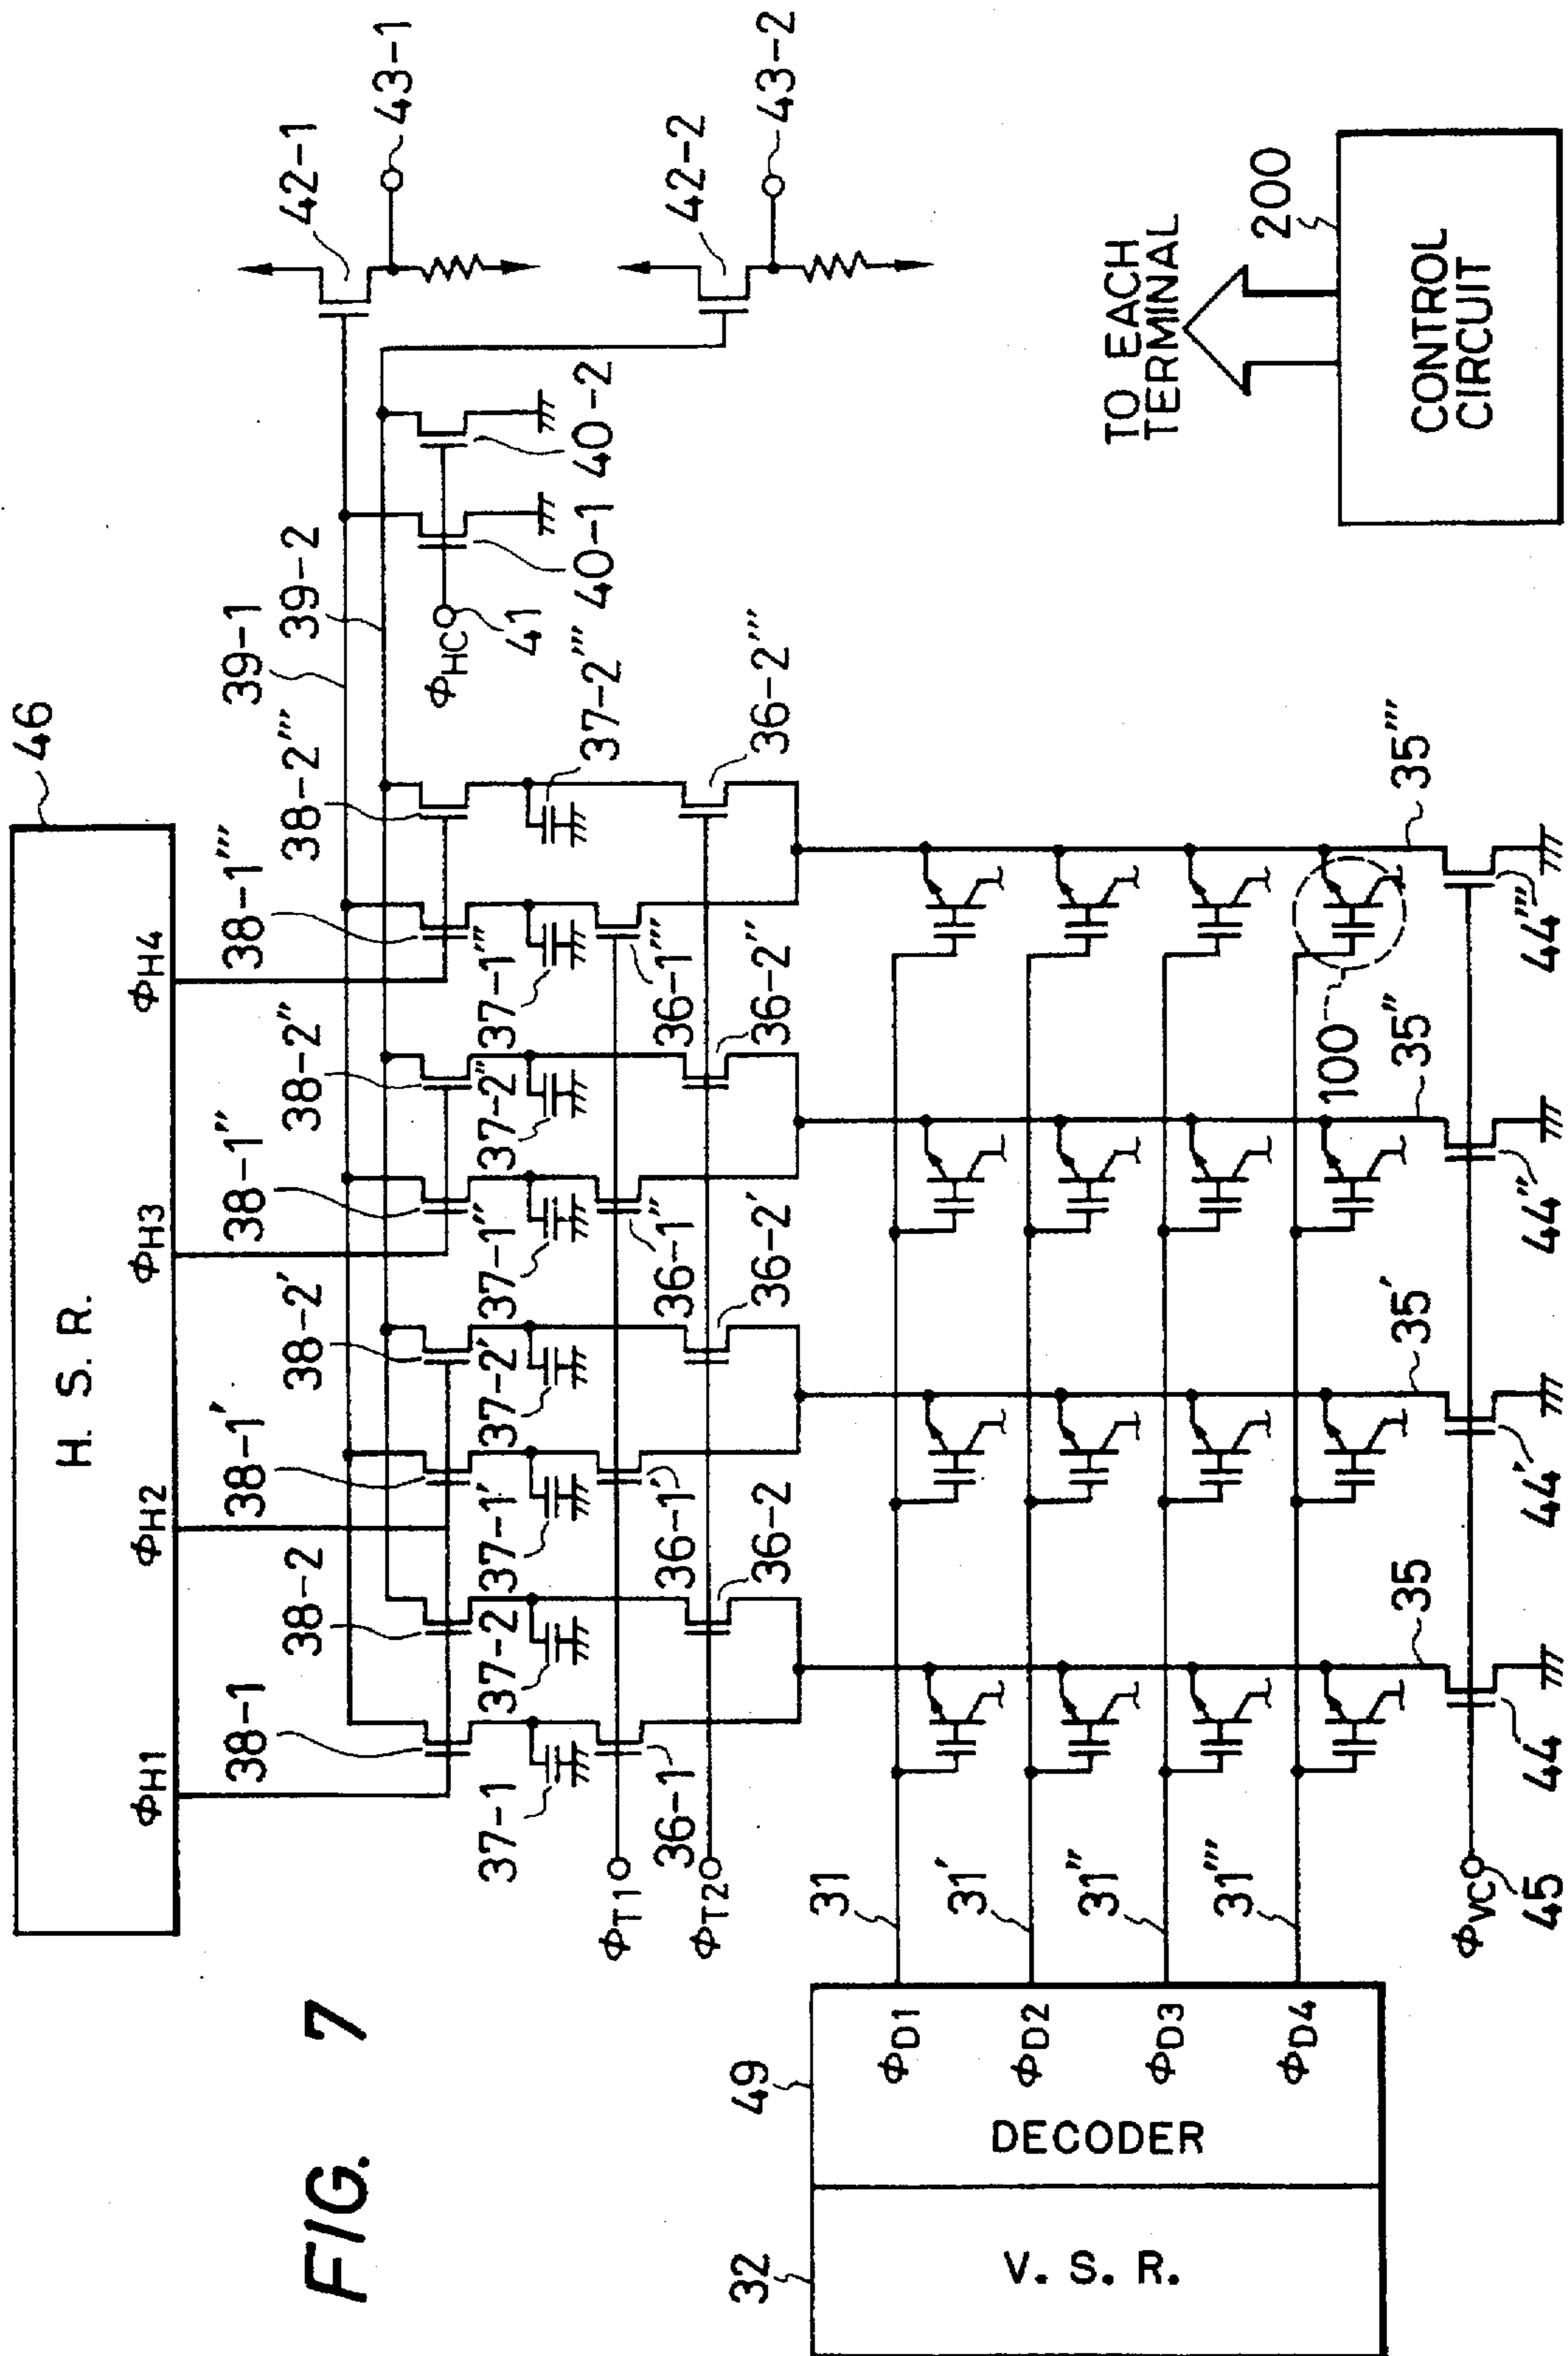 FIG. 7
H. S. R.
46
ΦH1
ΦH2
ΦH3
ΦH4
38-1
38-2
38-1'
38-2'
38-1''
38-2''
38-1'''
38-2'''
39-1
39-2
42-1
43-1
37-1
37-2
37-1'
37-2'
37-1''
37-2''
37-1'''
37-2'''
ΦHC
41
40-1
40-2
42-2
43-2
ΦT1
36-1
36-1'
36-1''
36-1'''
ΦT2
36-2
36-2'
36-2''
36-2'''
32
49
V. S. R.
DECODER
ΦD1
ΦD2
ΦD3
ΦD4
31
31'
31''
31'''
100
35
35'
35''
35'''
ΦVC
45
44
44'
44''
44'''
TO EACH
TERMINAL
200
CONTROL
CIRCUIT